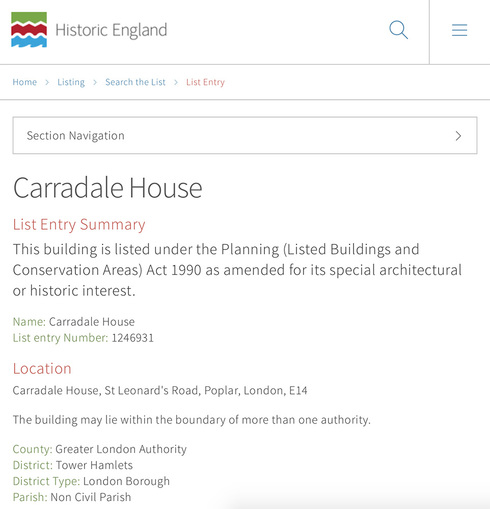 Historic England
Home > Listing > Search the List > List Entry
Section Navigation
Carradale House
List Entry Summary
This building is listed under the Planning (Listed Buildings and
Conservation Areas) Act 1990 as amended for its special architectural
or historic interest.
Name: Carradale House
List entry Number: 1246931
Location
Carradale House, St Leonard's Road, Poplar, London, E14
The building may lie within the boundary of more than one authority.
County: Greater London Authority
District: Tower Hamlets
District Type: London Borough
Parish: Non Civil Parish